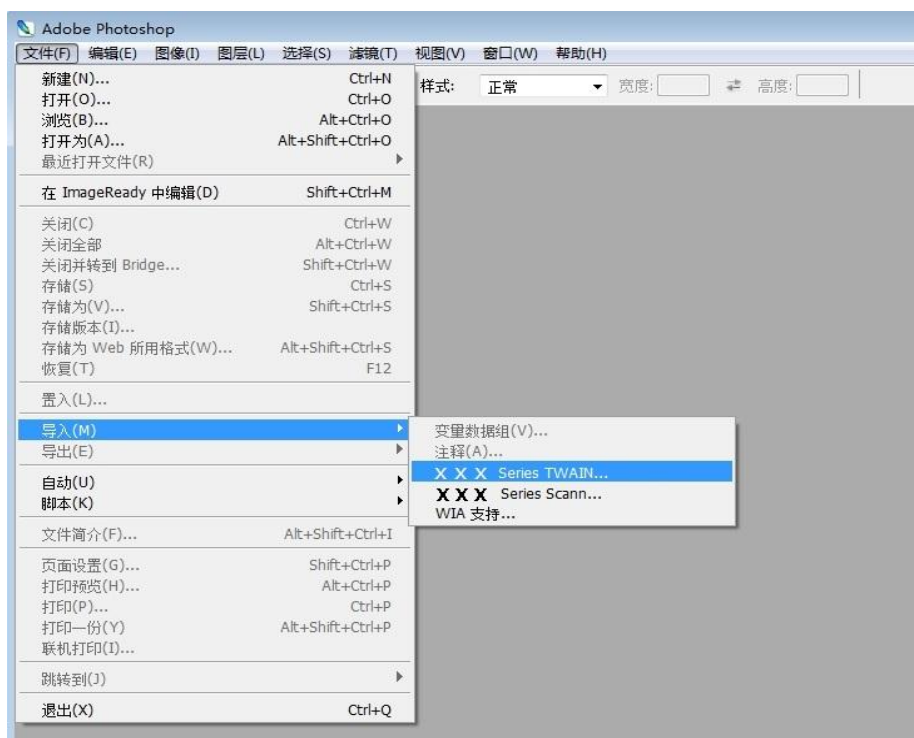 Adobe Photoshop
文件(F) 编辑(E) 图像(I) 图层(L) 选择(S) 滤镜(T) 视图(V) 窗口(W) 帮助(H)
样式: 正常 宽度: 高度:
新建(N)... Ctrl+N
打开(O)... Ctrl+O
浏览(B)... Alt+Ctrl+O
打开为(A)... Alt+Shift+Ctrl+O
最近打开文件(R)
在 ImageReady 中编辑(D) Shift+Ctrl+M
关闭(C) Ctrl+W
关闭全部 Alt+Ctrl+W
关闭并转到 Bridge... Shift+Ctrl+W
存储(S) Ctrl+S
存储为(V)... Shift+Ctrl+S
存储版本(I)...
存储为 Web 所用格式(W)... Alt+Shift+Ctrl+S
恢复(T) F12
置入(L)...
导入(M)
导出(E)
自动(U)
脚本(K)
文件简介(F)... Alt+Shift+Ctrl+I
页面设置(G)... Shift+Ctrl+P
打印预览(H)... Alt+Ctrl+P
打印(P)... Ctrl+P
打印一份(Y) Alt+Shift+Ctrl+P
联机打印(I)...
跳转到(J)
退出(X) Ctrl+Q
变量数据组(V)...
注释(A)...
X X X Series TWAIN...
X X X Series Scann...
WIA 支持...